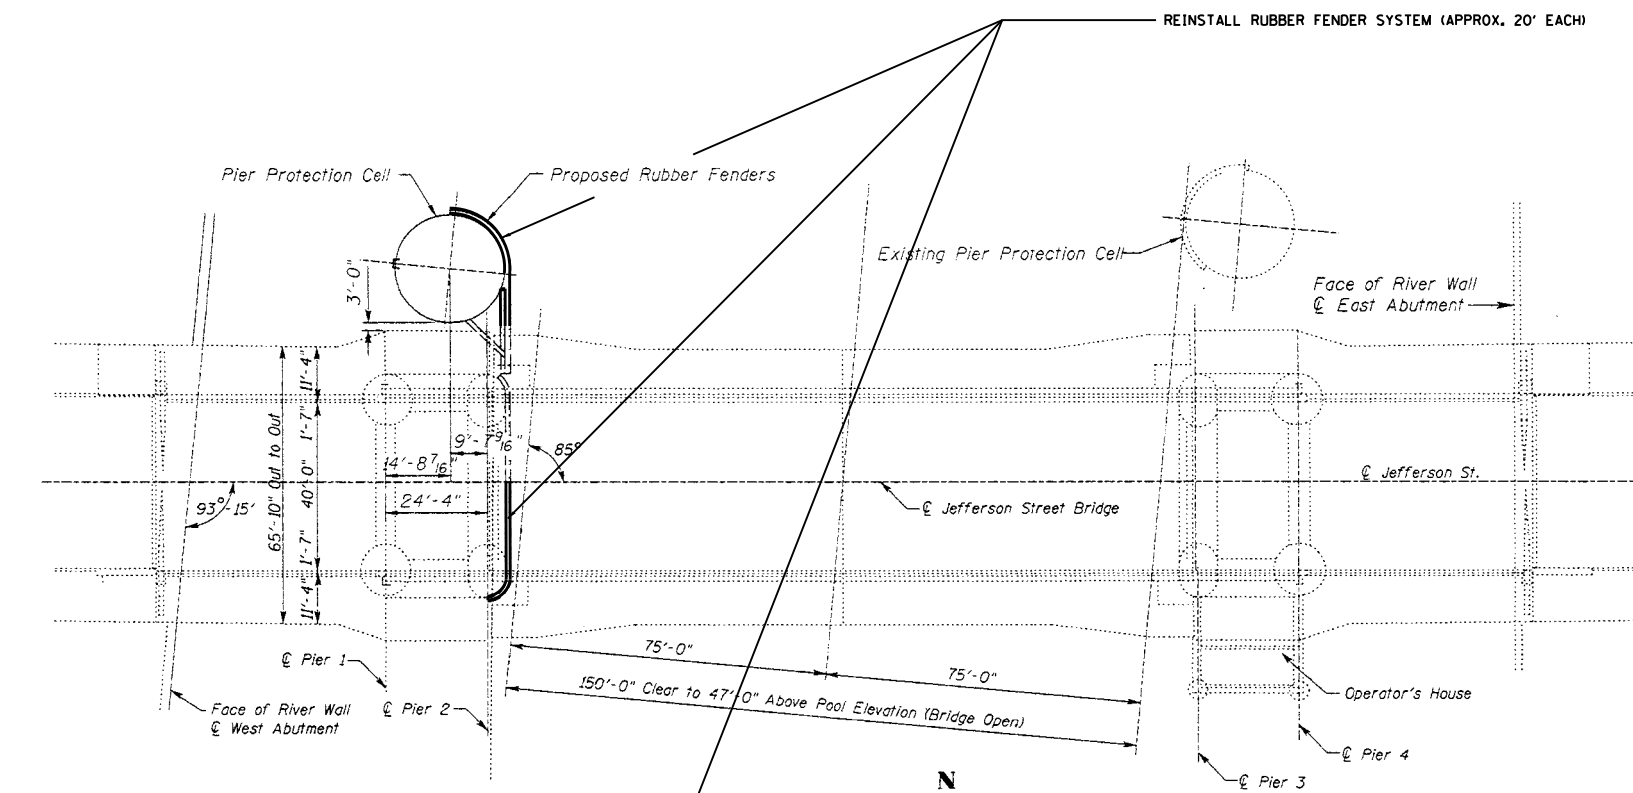 REINSTALL RUBBER FENDER SYSTEM (APPROX. 20' EACH)
Pier Protection Cell
Proposed Rubber Fenders
Existing Pier Protection Cell
Face of River Wall
℄ East Abutment
3'-0"
11'-4"
1'-7"
40'-0"
1'-7"
11'-4"
65'-10" Out to Out
9'-7 9/16"
85°
14'-8 7/16"
24'-4"
93°-15'
℄ Jefferson St.
℄ Jefferson Street Bridge
75'-0"
75'-0"
150'-0" Clear to 47'-0" Above Pool Elevation (Bridge Open)
℄ Pier 1
Face of River Wall
℄ West Abutment
℄ Pier 2
Operator's House
℄ Pier 4
℄ Pier 3
N